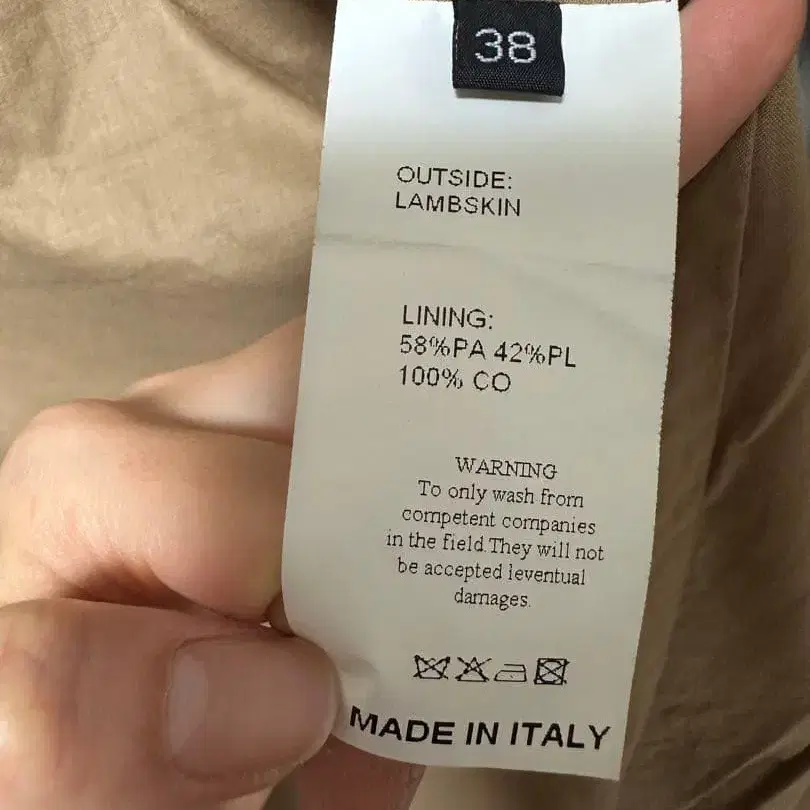 38
OUTSIDE:
LAMBSKIN
LINING:
58%PA 42%PL
100% CO
WARNING
To only wash from
competent companies
in the field.They will not
be accepted leventual
damages.
MADE IN ITALY